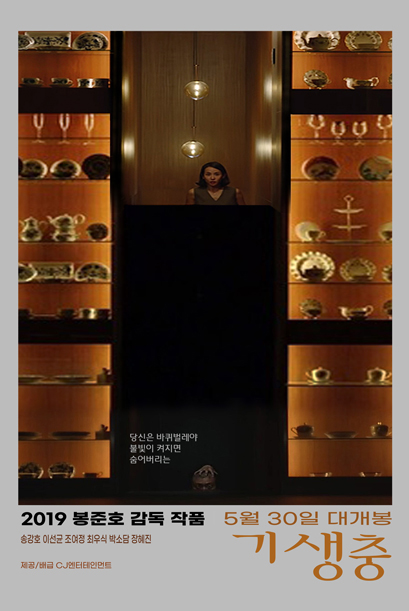 당신은 바퀴벌레야
불빛이 켜지면
숨어버리는
2019 봉준호 감독 작품
5월 30일 대개봉
송강호 이선균 조여정 최우식 박소담 장혜진
기생충
제공/배급 CJ엔터테인먼트